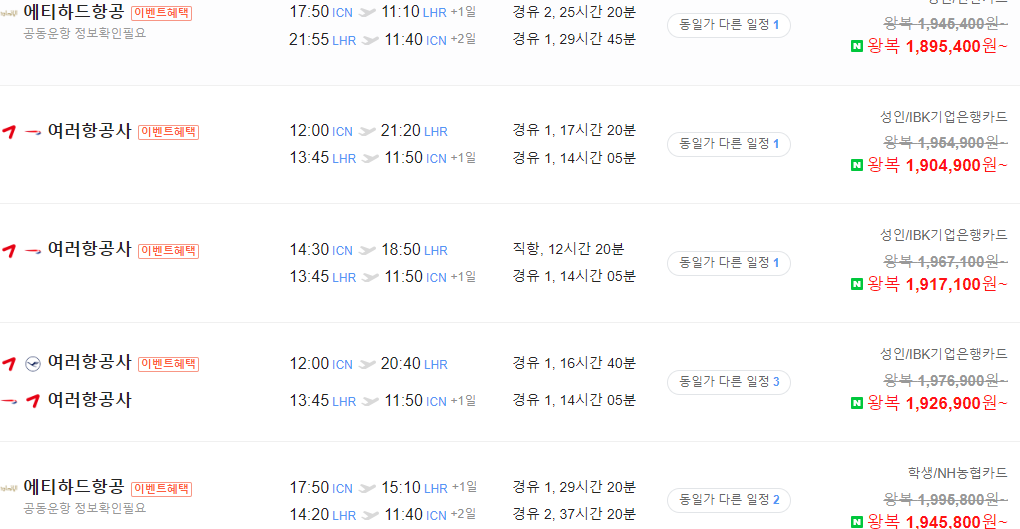 에티하드항공 이벤트혜택 17:50 ICN 11:10 LHR +1일 경유 2, 25시간 20분
공동운항 정보확인필요 21:55 LHR 11:40 ICN +2일 경유 1, 29시간 45분
동일가 다른 일정 1
왕복 1,945,400원~
N 왕복 1,895,400원~
성인/IBK기업은행카드
여러항공사 이벤트혜택 12:00 ICN 21:20 LHR 경유 1, 17시간 20분
13:45 LHR 11:50 ICN +1일 경유 1, 14시간 05분
동일가 다른 일정 1
왕복 1,954,900원~
N 왕복 1,904,900원~
성인/IBK기업은행카드
여러항공사 이벤트혜택 14:30 ICN 18:50 LHR 직항, 12시간 20분
13:45 LHR 11:50 ICN +1일 경유 1, 14시간 05분
동일가 다른 일정 1
왕복 1,967,100원~
N 왕복 1,917,100원~
성인/IBK기업은행카드
여러항공사 이벤트혜택 12:00 ICN 20:40 LHR 경유 1, 16시간 40분
여러항공사 13:45 LHR 11:50 ICN +1일 경유 1, 14시간 05분
동일가 다른 일정 3
왕복 1,976,900원~
N 왕복 1,926,900원~
학생/NH농협카드
에티하드항공 이벤트혜택 17:50 ICN 15:10 LHR +1일 경유 1, 29시간 20분
공동운항 정보확인필요 14:20 LHR 11:40 ICN +2일 경유 2, 37시간 20분
동일가 다른 일정 2
왕복 1,995,800원~
N 왕복 1,945,800원~